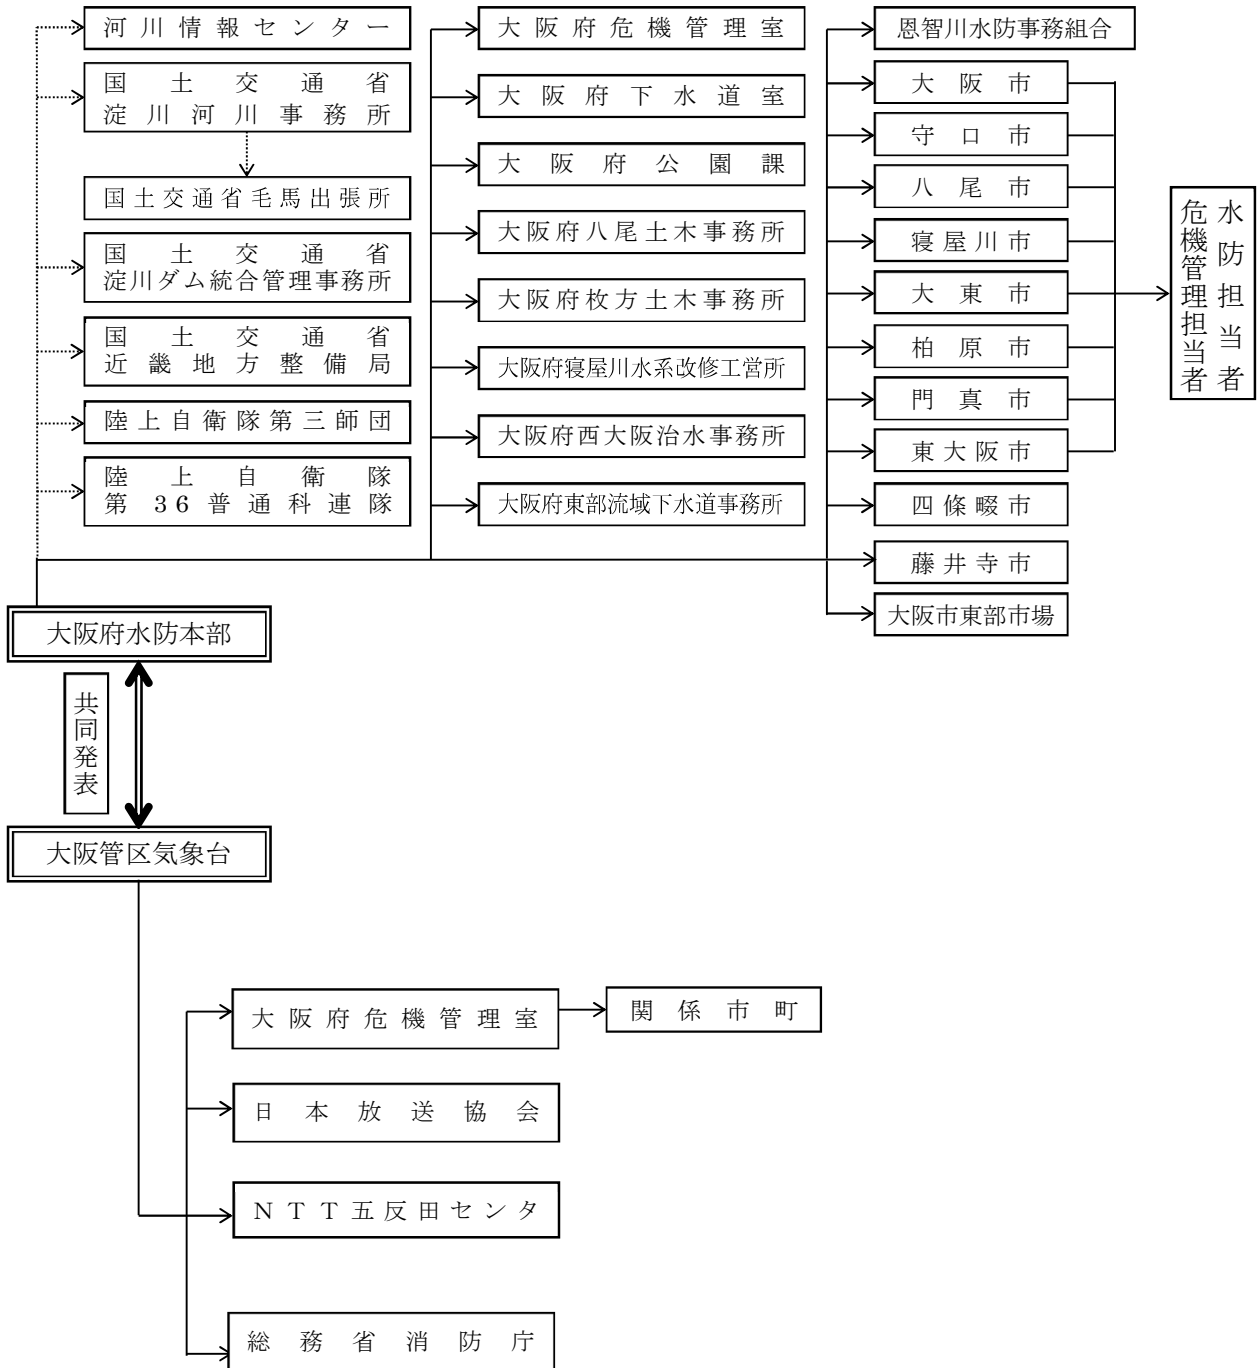 河川情報センター
国土交通省
淀川河川事務所
国土交通省毛馬出張所
国土交通省
淀川ダム統合管理事務所
国土交通省
近畿地方整備局
陸上自衛隊第三師団
陸上自衛隊
第36普通科連隊
大阪府危機管理室
大阪府下水道室
大阪府公園課
大阪府八尾土木事務所
大阪府枚方土木事務所
大阪府寝屋川水系改修工営所
大阪府西大阪治水事務所
大阪府東部流域下水道事務所
恩智川水防事務組合
大阪市
守口市
八尾市
寝屋川市
大東市
柏原市
門真市
東大阪市
四條畷市
藤井寺市
大阪市東部市場
水防担当者
危機管理担当者
大阪府水防本部
共同発表
大阪管区気象台
大阪府危機管理室
関係市町
日本放送協会
NTT五反田センタ
総務省消防庁